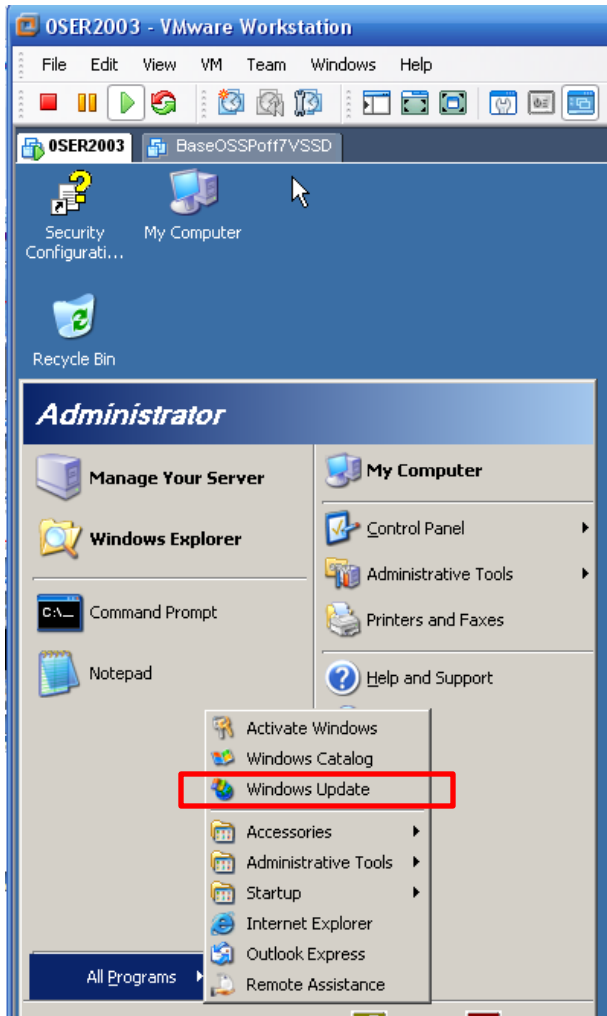 0SER2003 - VMware Workstation
File Edit View VM Team Windows Help
0SER2003 BaseOSSPoff7VSSD
Security
Configurati...
My Computer
Recycle Bin
Administrator
Manage Your Server
Windows Explorer
Command Prompt
Notepad
My Computer
Control Panel
Administrative Tools
Printers and Faxes
Help and Support
Activate Windows
Windows Catalog
Windows Update
Accessories
Administrative Tools
Startup
Internet Explorer
Outlook Express
Remote Assistance
All Programs